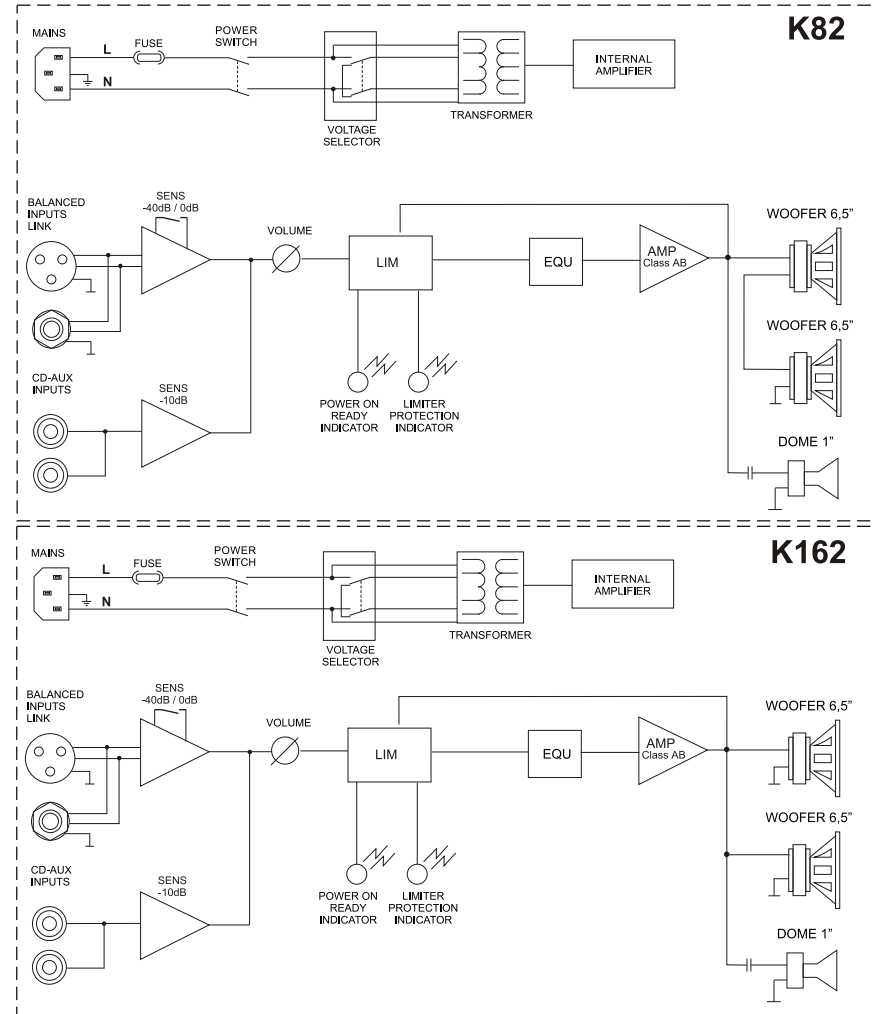 K82
MAINS
L
FUSE
POWER
SWITCH
N
VOLTAGE
SELECTOR
TRANSFORMER
INTERNAL
AMPLIFIER
BALANCED
INPUTS
LINK
SENS
-40dB / 0dB
VOLUME
LIM
EQU
AMP
Class AB
WOOFER 6,5”
WOOFER 6,5”
CD-AUX
INPUTS
SENS
-10dB
POWER ON
READY
INDICATOR
LIMITER
PROTECTION
INDICATOR
DOME 1”
K162
MAINS
L
FUSE
POWER
SWITCH
N
VOLTAGE
SELECTOR
TRANSFORMER
INTERNAL
AMPLIFIER
BALANCED
INPUTS
LINK
SENS
-40dB / 0dB
VOLUME
LIM
EQU
AMP
Class AB
WOOFER 6,5”
WOOFER 6,5”
CD-AUX
INPUTS
SENS
-10dB
POWER ON
READY
INDICATOR
LIMITER
PROTECTION
INDICATOR
DOME 1”